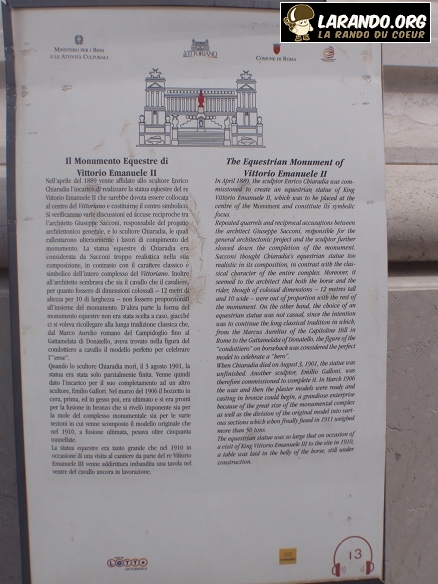 LARANDO.ORG
LA RANDO DU COEUR
MINISTERO PER I BENI
E LE ATTIVITÀ CULTURALI
VITTORIANO
COMUNE DI ROMA
Il Monumento Equestre di
Vittorio Emanuele II
Nell'aprile del 1889 venne affidato allo scultore Enrico
Chiaradia l'incarico di realizzare la statua equestre del re
Vittorio Emanuele II che sarebbe dovuta essere collocata
al centro del Vittoriano e costituirne il centro simbolico.
Si verificarono varie discussioni ed accuse reciproche tra
l'architetto Giuseppe Sacconi, responsabile del progetto
architettonico generale, e lo scultore Chiaradia, le quali
rallentarono ulteriormente i lavori di compimento del
monumento. La statua equestre di Chiaradia era
considerata da Sacconi troppo realistica nella sua
composizione, in contrasto con il carattere classico e
simbolico dell'intero complesso del Vittoriano. Inoltre
all'architetto sembrava che sia il cavallo che il cavaliere,
per quanto fossero di dimensioni colossali – 12 metri di
altezza per 10 di larghezza – non fossero proporzionati
all'insieme del monumento. D'altra parte la forma del
monumento equestre non era stata scelta a caso, giacché
ci si voleva ricollegare alla lunga tradizione classica che,
dal Marco Aurelio romano del Campidoglio fino al
Gattamelata di Donatello, aveva trovato nella figura del
condottiero a cavallo il modello perfetto per celebrare
l'"eroe".
Quando lo scultore Chiaradia morì, il 3 agosto 1901, la
statua era stata solo parzialmente finita. Venne quindi
dato l'incarico per il suo completamento ad un altro
scultore, Emilio Gallori. Nel marzo del 1906 il bozzetto in
cera, prima, ed in gesso poi, era ultimato e si era pronti
per la fusione in bronzo che si rivelò imponente sia per
la mole del complesso monumentale sia per le varie
sezioni in cui venne scomposto il modello originale che
nel 1910, a fusione ultimata, pesava oltre cinquanta
tonnellate.
La statua equestre era tanto grande che nel 1910 in
occasione di una visita al cantiere da parte del re Vittorio
Emanuele III venne addirittura imbandita una tavola nel
ventre del cavallo ancora in lavorazione.
The Equestrian Monument of
Vittorio Emanuele II
In April 1889, the sculptor Enrico Chiaradia was com-
missioned to create an equestrian statue of King
Vittorio Emanuele II, which was to be placed at the
centre of the Monument and constitute its symbolic
focus.
Repeated quarrels and reciprocal accusations between
the architect Giuseppe Sacconi, responsible for the
general architectonic project and the sculptor further
slowed down the completion of the monument.
Sacconi thought Chiaradia's equestrian statue too
realistic in its composition, in contrast with the clas-
sical character of the entire complex. Moreover, it
seemed to the architect that both the horse and the
rider, though of colossal dimensions – 12 metres tall
and 10 wide – were out of proportion with the rest of
the monument. On the other hand, the choice of an
equestrian statue was not casual, since the intention
was to continue the long classical tradition in which,
from the Marcus Aurelius of the Capitoline Hill in
Rome to the Gattamelata of Donatello, the figure of the
"condottiero" on horseback was considered the perfect
model to celebrate a "hero".
When Chiaradia died on August 3, 1901, the statue was
unfinished. Another sculptor, Emilio Gallori, was
therefore commissioned to complete it. In March 1906
the wax and then the plaster models were ready and
casting in bronze could begin, a grandiose enterprise
because of the great size of the monumental complex
as well as the division of the original model into vari-
ous sections which when finally fused in 1911 weighed
more than 50 tons.
The equestrian statue was so large that on occasion of
a visit of King Vittorio Emanuele III to the site in 1910,
a table was laid in the belly of the horse, still under
construction.
LOTTO
13